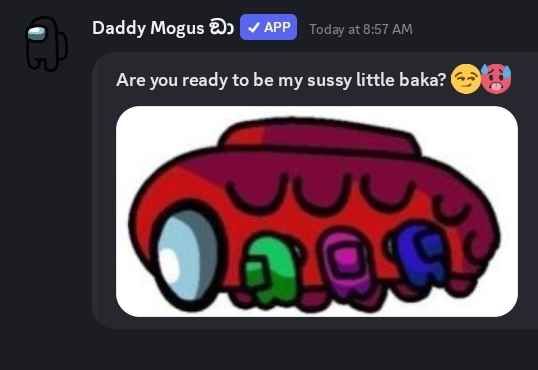 Daddy Mogus ඞා APP Today at 8:57 AM
Are you ready to be my sussy little baka? 😏🥵